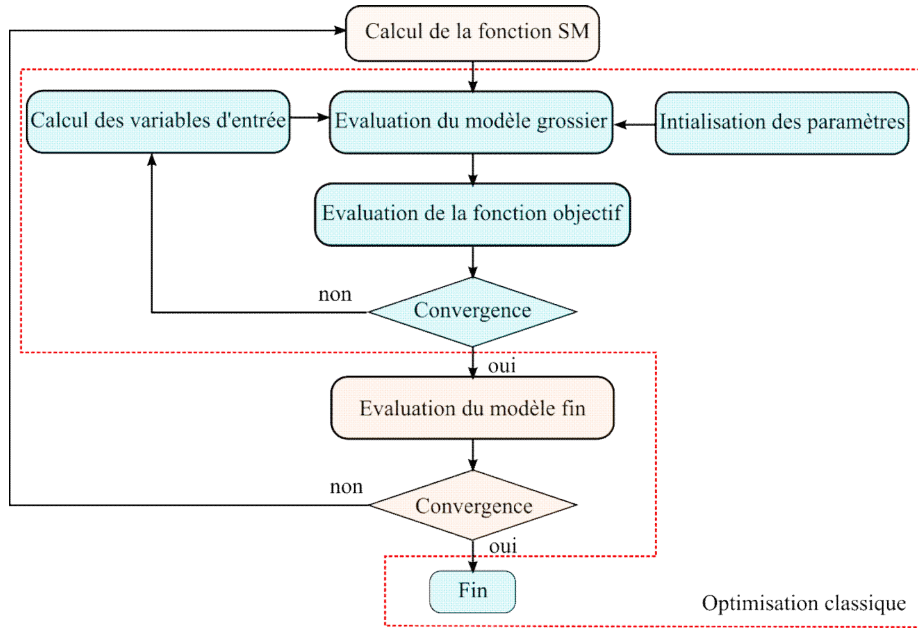 Calcul de la fonction SM
Calcul des variables d'entrée
Evaluation du modèle grossier
Intialisation des paramètres
Evaluation de la fonction objectif
non
Convergence
oui
Evaluation du modèle fin
non
Convergence
oui
Fin
Optimisation classique